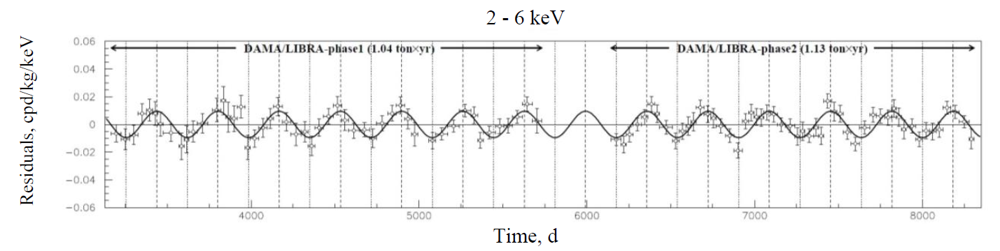 2 - 6 keV
Residuals, cpd/kg/keV
0.06
0.04
0.02
0
−0.02
−0.04
−0.06
DAMA/LIBRA-phase1 (1.04 ton×yr)
DAMA/LIBRA-phase2 (1.13 ton×yr)
4000 5000 6000 7000 8000
Time, d